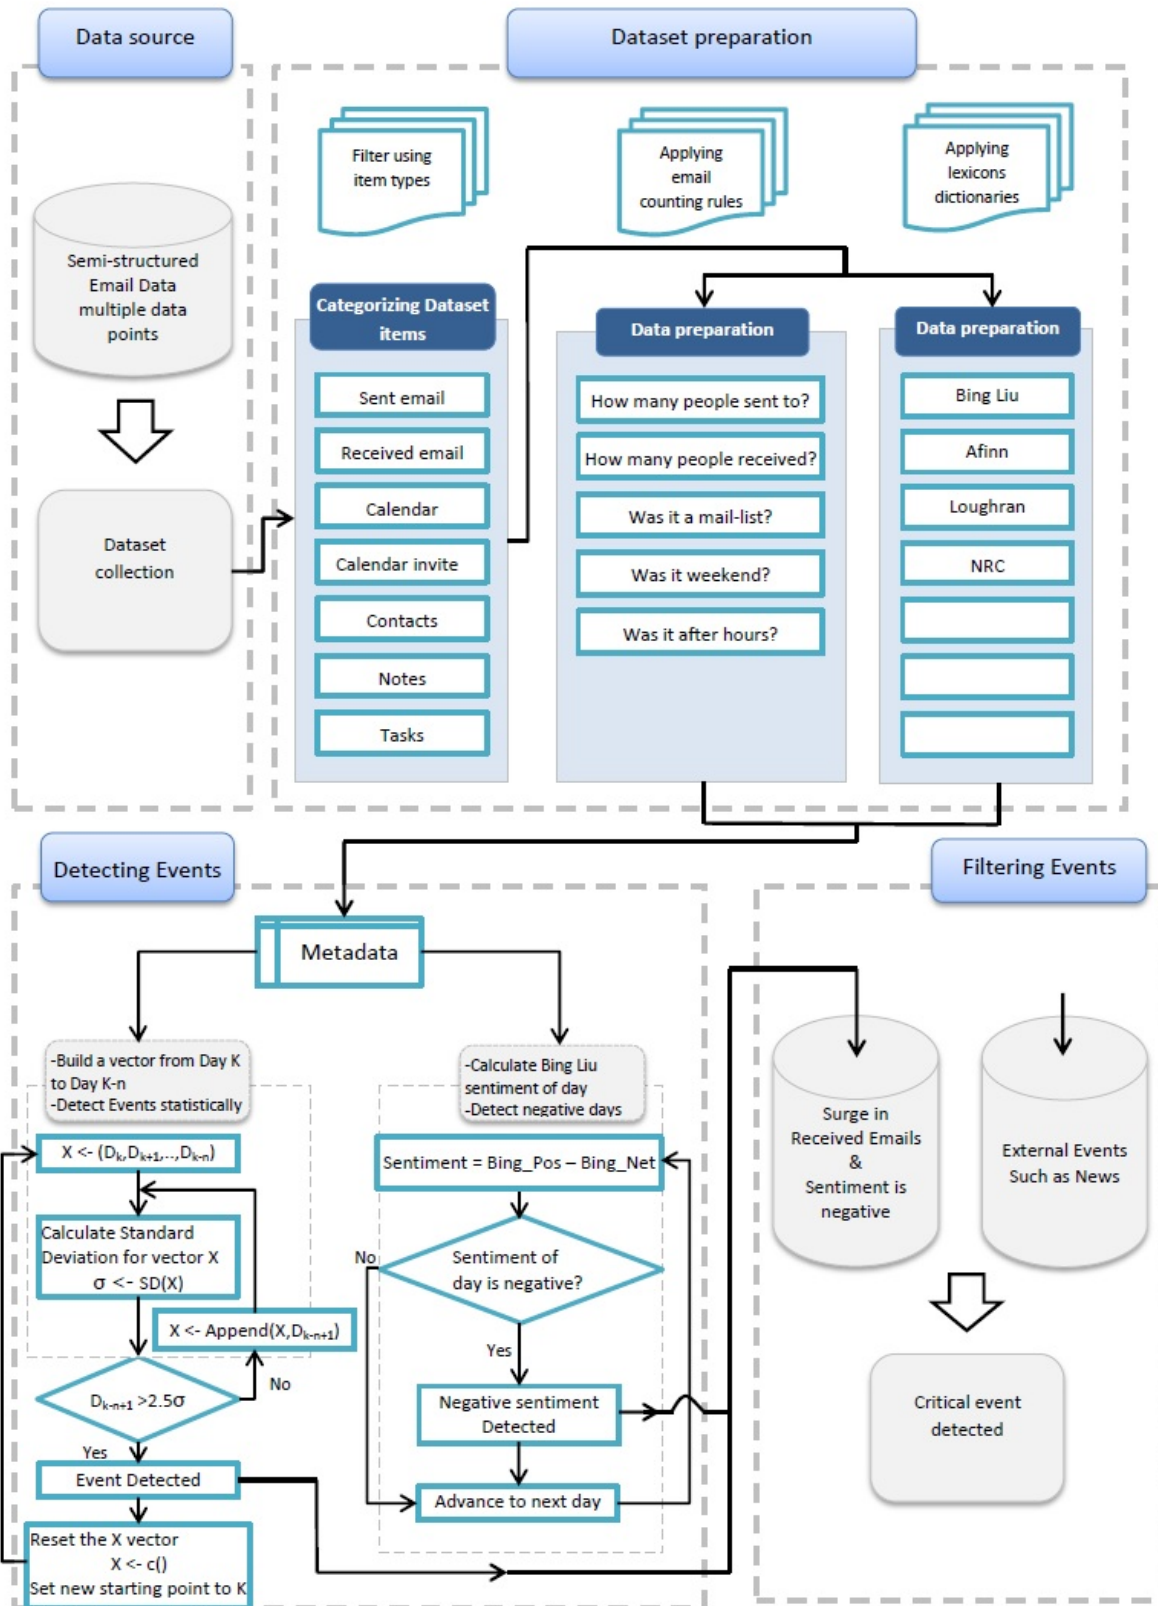 Data source
Dataset preparation
Filter using
item types
Applying
email
counting rules
Applying
lexicons
dictionaries
Semi-structured
Email Data
multiple data
points
Dataset
collection
Categorizing Dataset
items
Sent email
Received email
Calendar
Calendar invite
Contacts
Notes
Tasks
Data preparation
How many people sent to?
How many people received?
Was it a mail-list?
Was it weekend?
Was it after hours?
Data preparation
Bing Liu
Afinn
Loughran
NRC
Detecting Events
Metadata
-Build a vector from Day K
to Day K-n
-Detect Events statistically
X <- (Dₖ,Dₖ₊₁,..,Dₖ₋ₙ)
Calculate Standard
Deviation for vector X
σ <- SD(X)
X <- Append(X,Dₖ₋ₙ₊₁)
Dₖ₋ₙ₊₁ >2.5σ
No
Yes
Event Detected
Reset the X vector
X <- c()
Set new starting point to K
-Calculate Bing Liu
sentiment of day
-Detect negative days
Sentiment = Bing_Pos – Bing_Net
No
Sentiment of
day is negative?
Yes
Negative sentiment
Detected
Advance to next day
Filtering Events
Surge in
Received Emails
&
Sentiment is
negative
External Events
Such as News
Critical event
detected